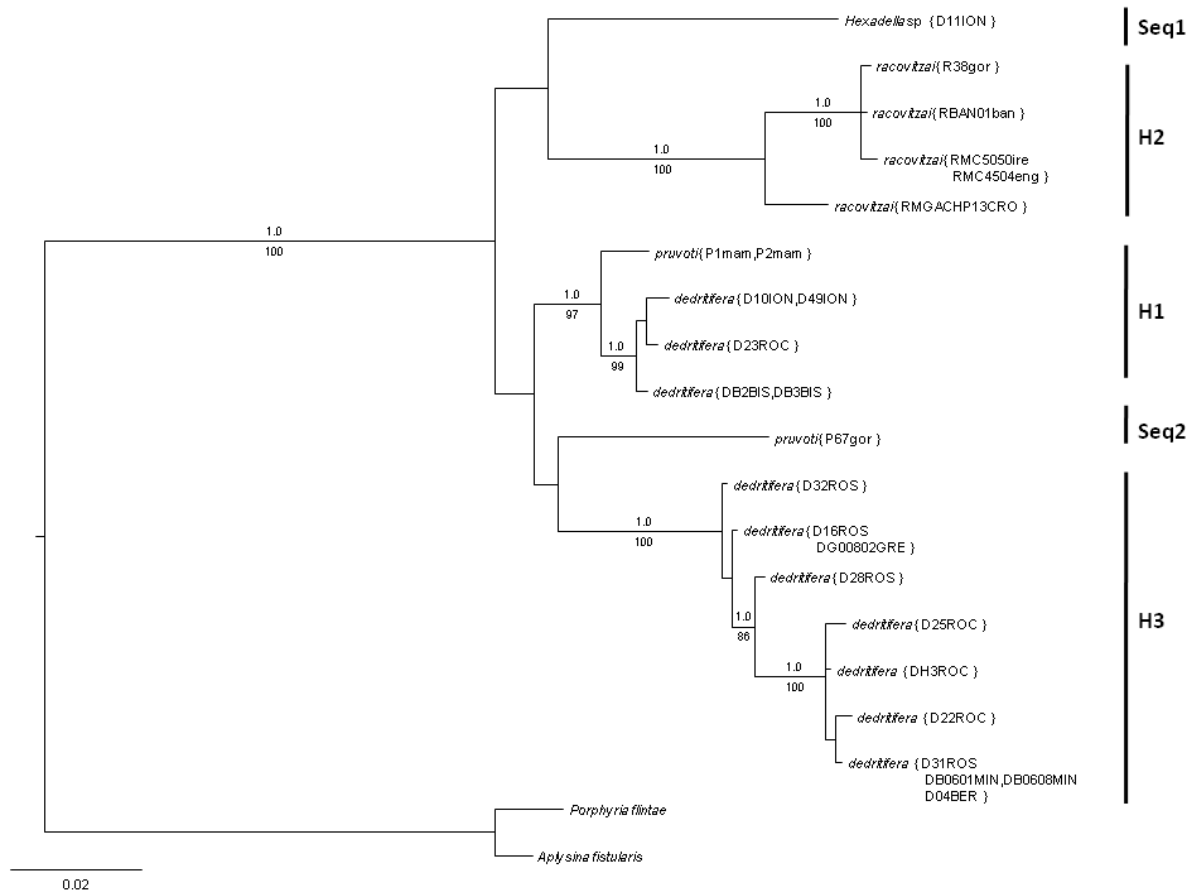 Hexadella sp {D11ION }
Seq1
racovitzai{R38gor }
1.0
100
racovitzai{RBAN01ban }
H2
1.0
100
racovitzai{RMC5050ire
RMC4504eng }
racovitzai{RMGACHP13CRO }
1.0
100
pruvoti{P1mam,P2mam }
1.0
97
dedritifera{D10ION,D49ION }
H1
1.0
99
dedritifera{D23ROC }
dedritifera{DB2BIS,DB3BIS }
pruvoti{P67gor }
Seq2
dedritifera{D32ROS }
1.0
100
dedritifera{D16ROS
DG00802GRE }
dedritifera{D28ROS }
1.0
86
dedritifera{D25ROC }
H3
1.0
100
dedritifera {DH3ROC }
dedritifera {D22ROC }
dedritifera {D31ROS
DB0601MIN,DB0608MIN
D04BER }
Porphyria flintae
Aplysina fistularis
0.02